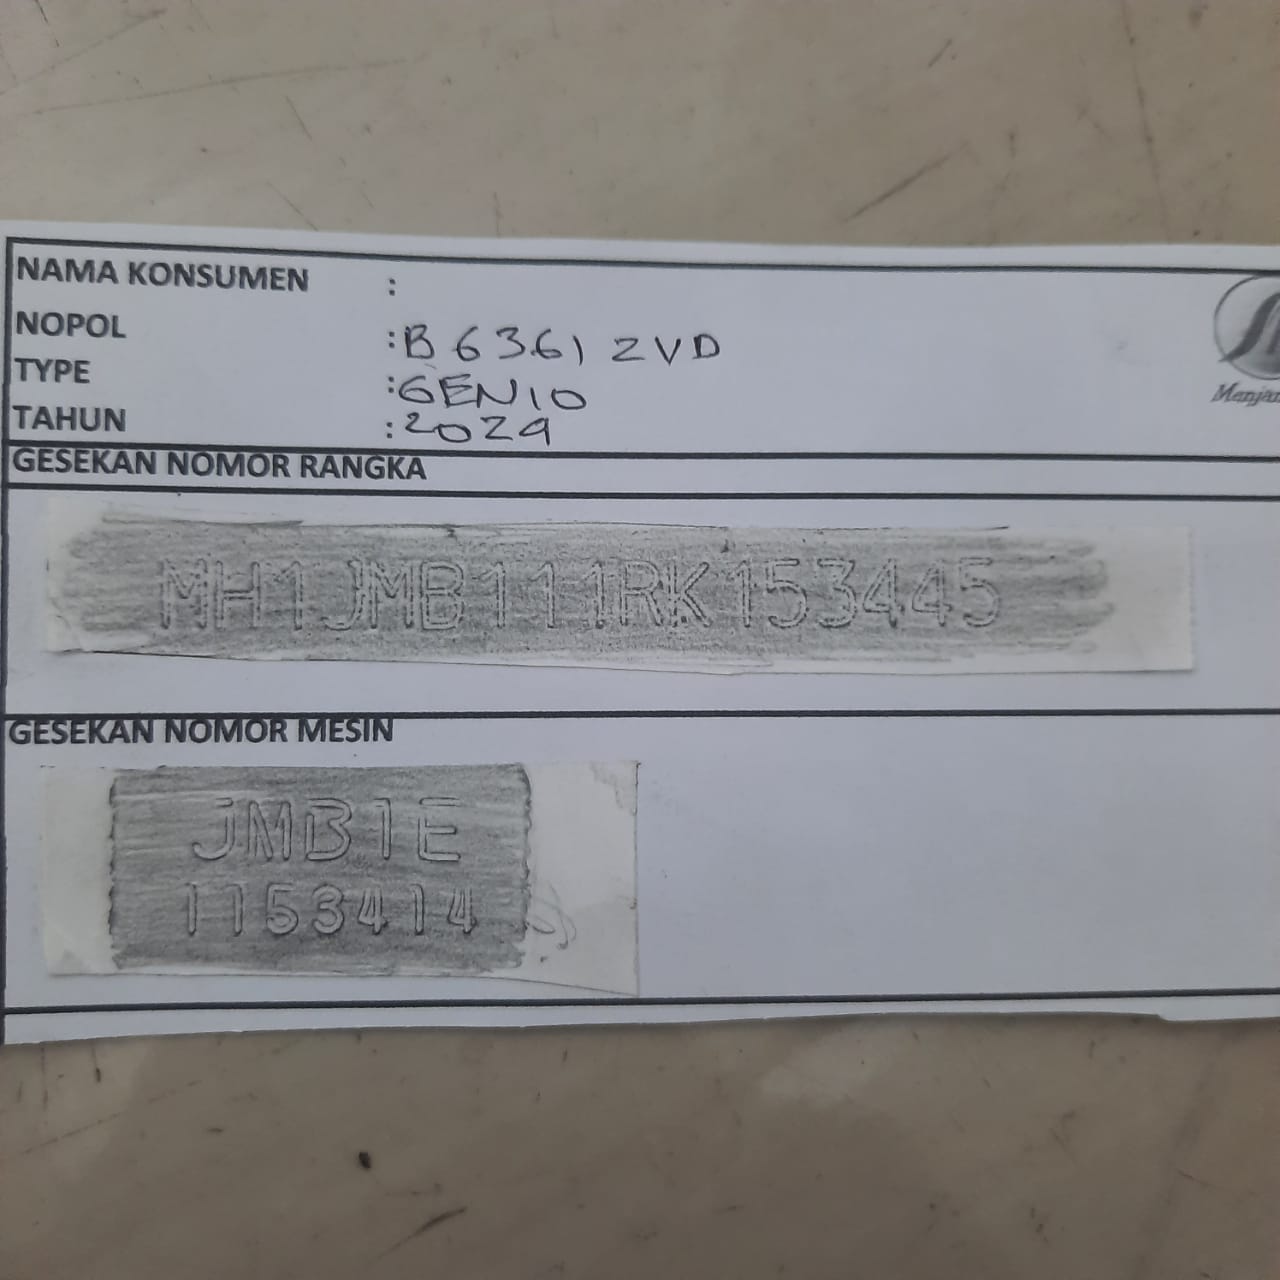 NAMA KONSUMEN :
NOPOL : B 6361 ZVD
TYPE : GENIO
TAHUN : 2024
GESEKAN NOMOR RANGKA
MH1JMB111RK153445
GESEKAN NOMOR MESIN
JMB1E
1153414